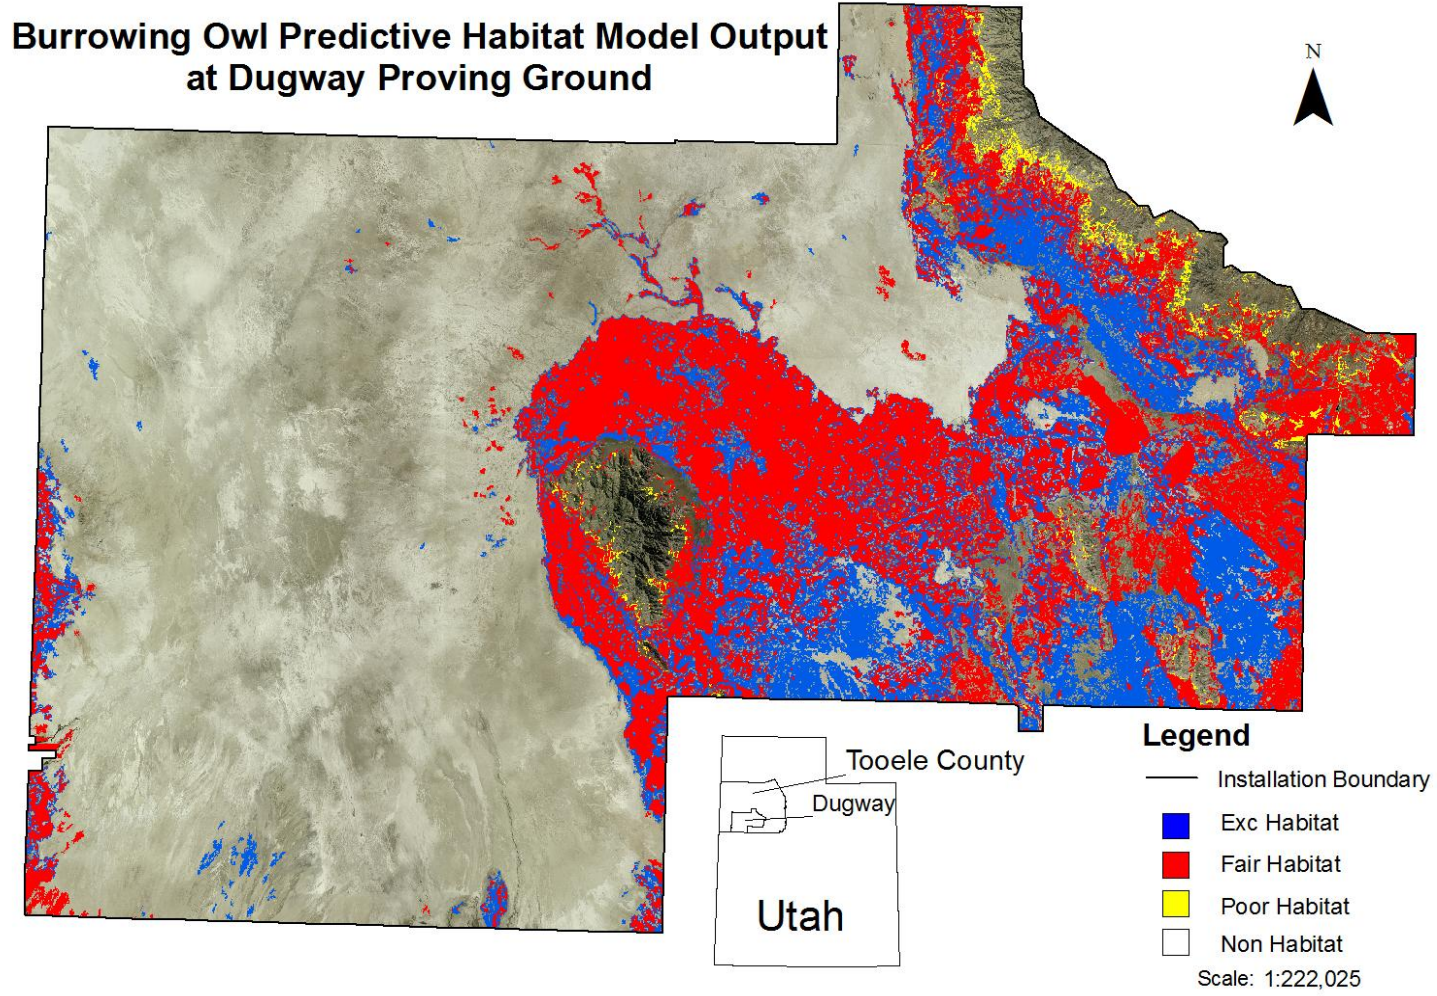 Burrowing Owl Predictive Habitat Model Output
at Dugway Proving Ground
N
Tooele County
Dugway
Utah
Legend
Installation Boundary
Exc Habitat
Fair Habitat
Poor Habitat
Non Habitat
Scale: 1:222,025